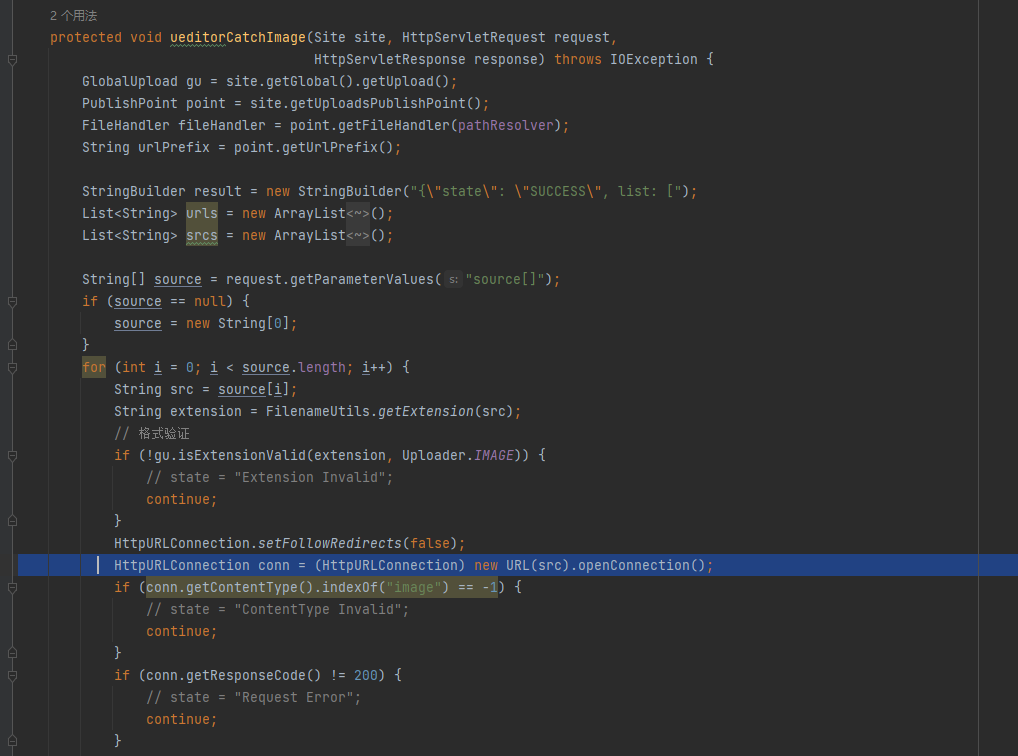 2 个用法
protected void ueditorCatchImage(Site site, HttpServletRequest request,
HttpServletResponse response) throws IOException {
GlobalUpload gu = site.getGlobal().getUpload();
PublishPoint point = site.getUploadsPublishPoint();
FileHandler fileHandler = point.getFileHandler(pathResolver);
String urlPrefix = point.getUrlPrefix();
StringBuilder result = new StringBuilder("{\"state\": \"SUCCESS\", list: [");
List<String> urls = new ArrayList<~>();
List<String> srcs = new ArrayList<~>();
String[] source = request.getParameterValues( s: "source[]");
if (source == null) {
source = new String[0];
}
for (int i = 0; i < source.length; i++) {
String src = source[i];
String extension = FilenameUtils.getExtension(src);
// 格式验证
if (!gu.isExtensionValid(extension, Uploader.IMAGE)) {
// state = "Extension Invalid";
continue;
}
HttpURLConnection.setFollowRedirects(false);
HttpURLConnection conn = (HttpURLConnection) new URL(src).openConnection();
if (conn.getContentType().indexOf("image") == -1) {
// state = "ContentType Invalid";
continue;
}
if (conn.getResponseCode() != 200) {
// state = "Request Error";
continue;
}